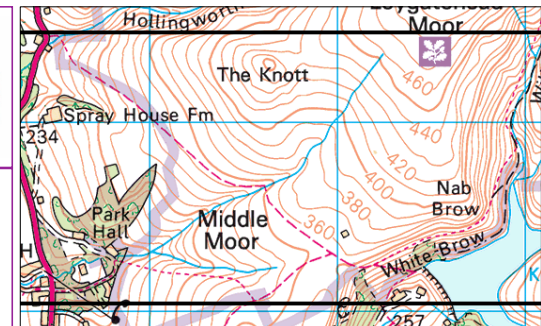 Hollingworth
Moor
The Knott
460
Spray House Fm
440
234
420
400
Nab
Brow
380
Park
Hall
Middle
Moor
360
White Brow
H
K
257